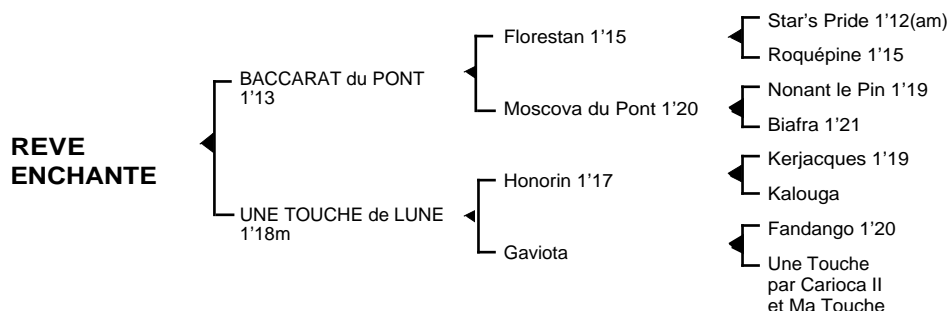 REVE
ENCHANTE
BACCARAT du PONT
1’13
UNE TOUCHE de LUNE
1’18m
Florestan 1’15
Moscova du Pont 1’20
Honorin 1’17
Gaviota
Star’s Pride 1’12(am)
Roquépine 1’15
Nonant le Pin 1’19
Biafra 1’21
Kerjacques 1’19
Kalouga
Fandango 1’20
Une Touche
par Carioca II
et Ma Touche